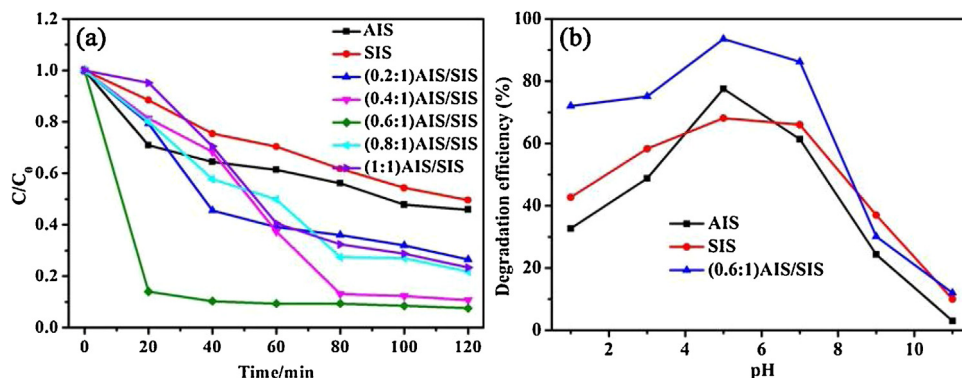 (a)
AIS
SIS
(0.2:1)AIS/SIS
(0.4:1)AIS/SIS
(0.6:1)AIS/SIS
(0.8:1)AIS/SIS
(1:1)AIS/SIS
C/C₀
1.0
0.8
0.6
0.4
0.2
0.0
0 20 40 60 80 100 120
Time/min
(b)
AIS
SIS
(0.6:1)AIS/SIS
Degradation efficiency (%)
100
80
60
40
20
0
2 4 6 8 10
pH